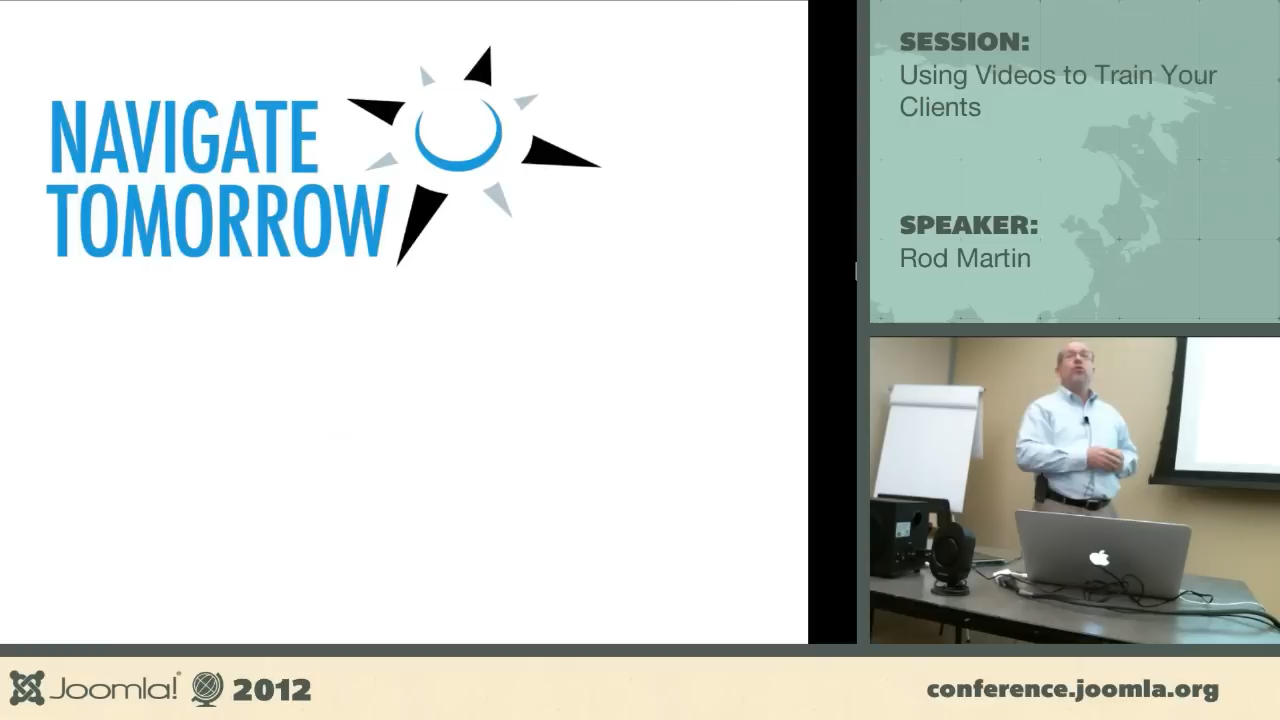 NAVIGATE
TOMORROW
SESSION:
Using Videos to Train Your
Clients
SPEAKER:
Rod Martin
Joomla! 2012
conference.joomla.org